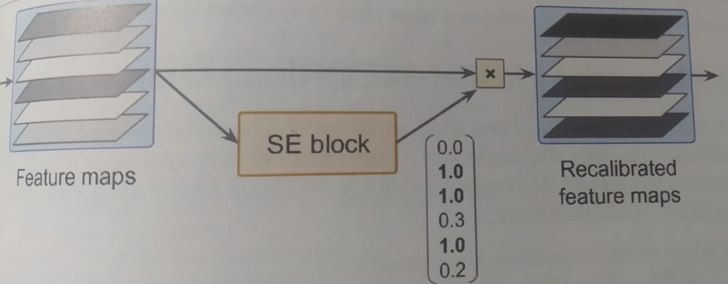 ×
SE block
Feature maps
0.0
1.0
1.0
0.3
1.0
0.2
Recalibrated
feature maps